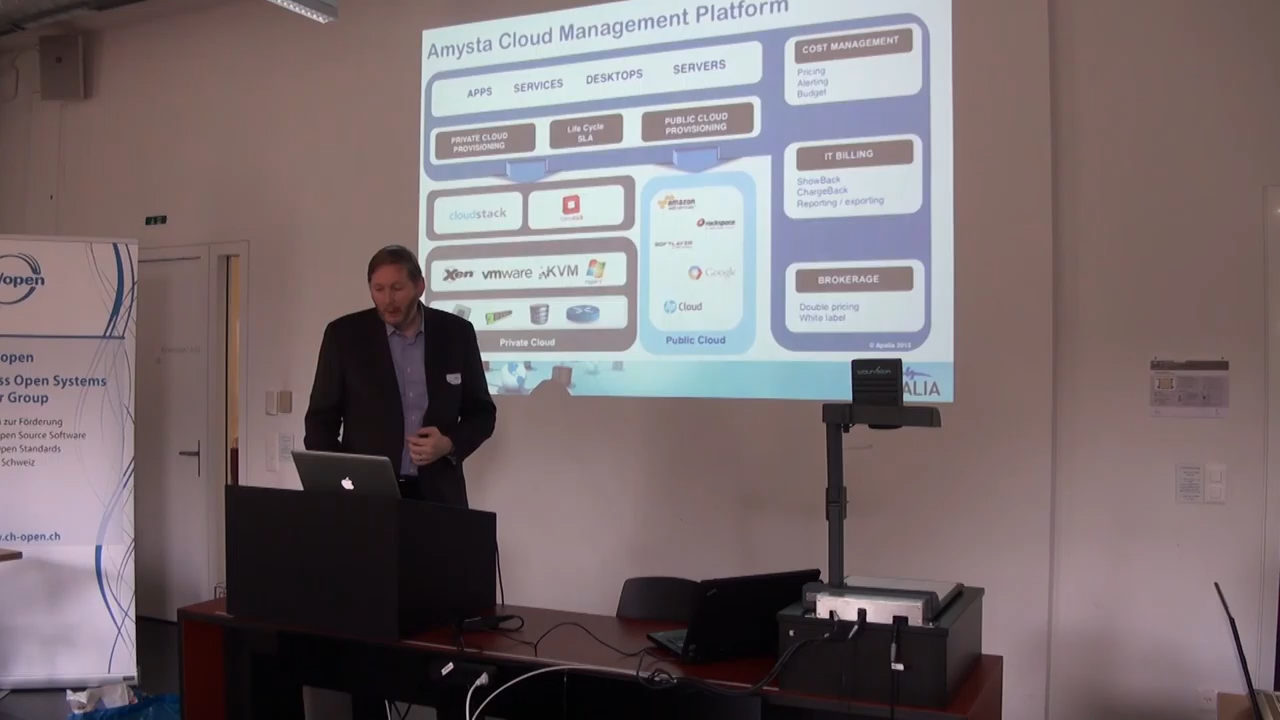 Amysta Cloud Management Platform
APPS SERVICES DESKTOPS SERVERS
PRIVATE CLOUD
PROVISIONING
Life Cycle
SLA
PUBLIC CLOUD
PROVISIONING
cloudstack
amazon
rackspace
SOFTLAYER
Google
Cloud
Public Cloud
Xen vmware KVM
Private Cloud
COST MANAGEMENT
Pricing
Alerting
Budget
IT BILLING
ShowBack
ChargeBack
Reporting / exporting
BROKERAGE
Double pricing
White label
© Apalia 2013
ALIA
WOLFVISION
/open
open
ss Open Systems
r Group
zur Förderung
pen Source Software
pen Standards
Schweiz
.ch-open.ch